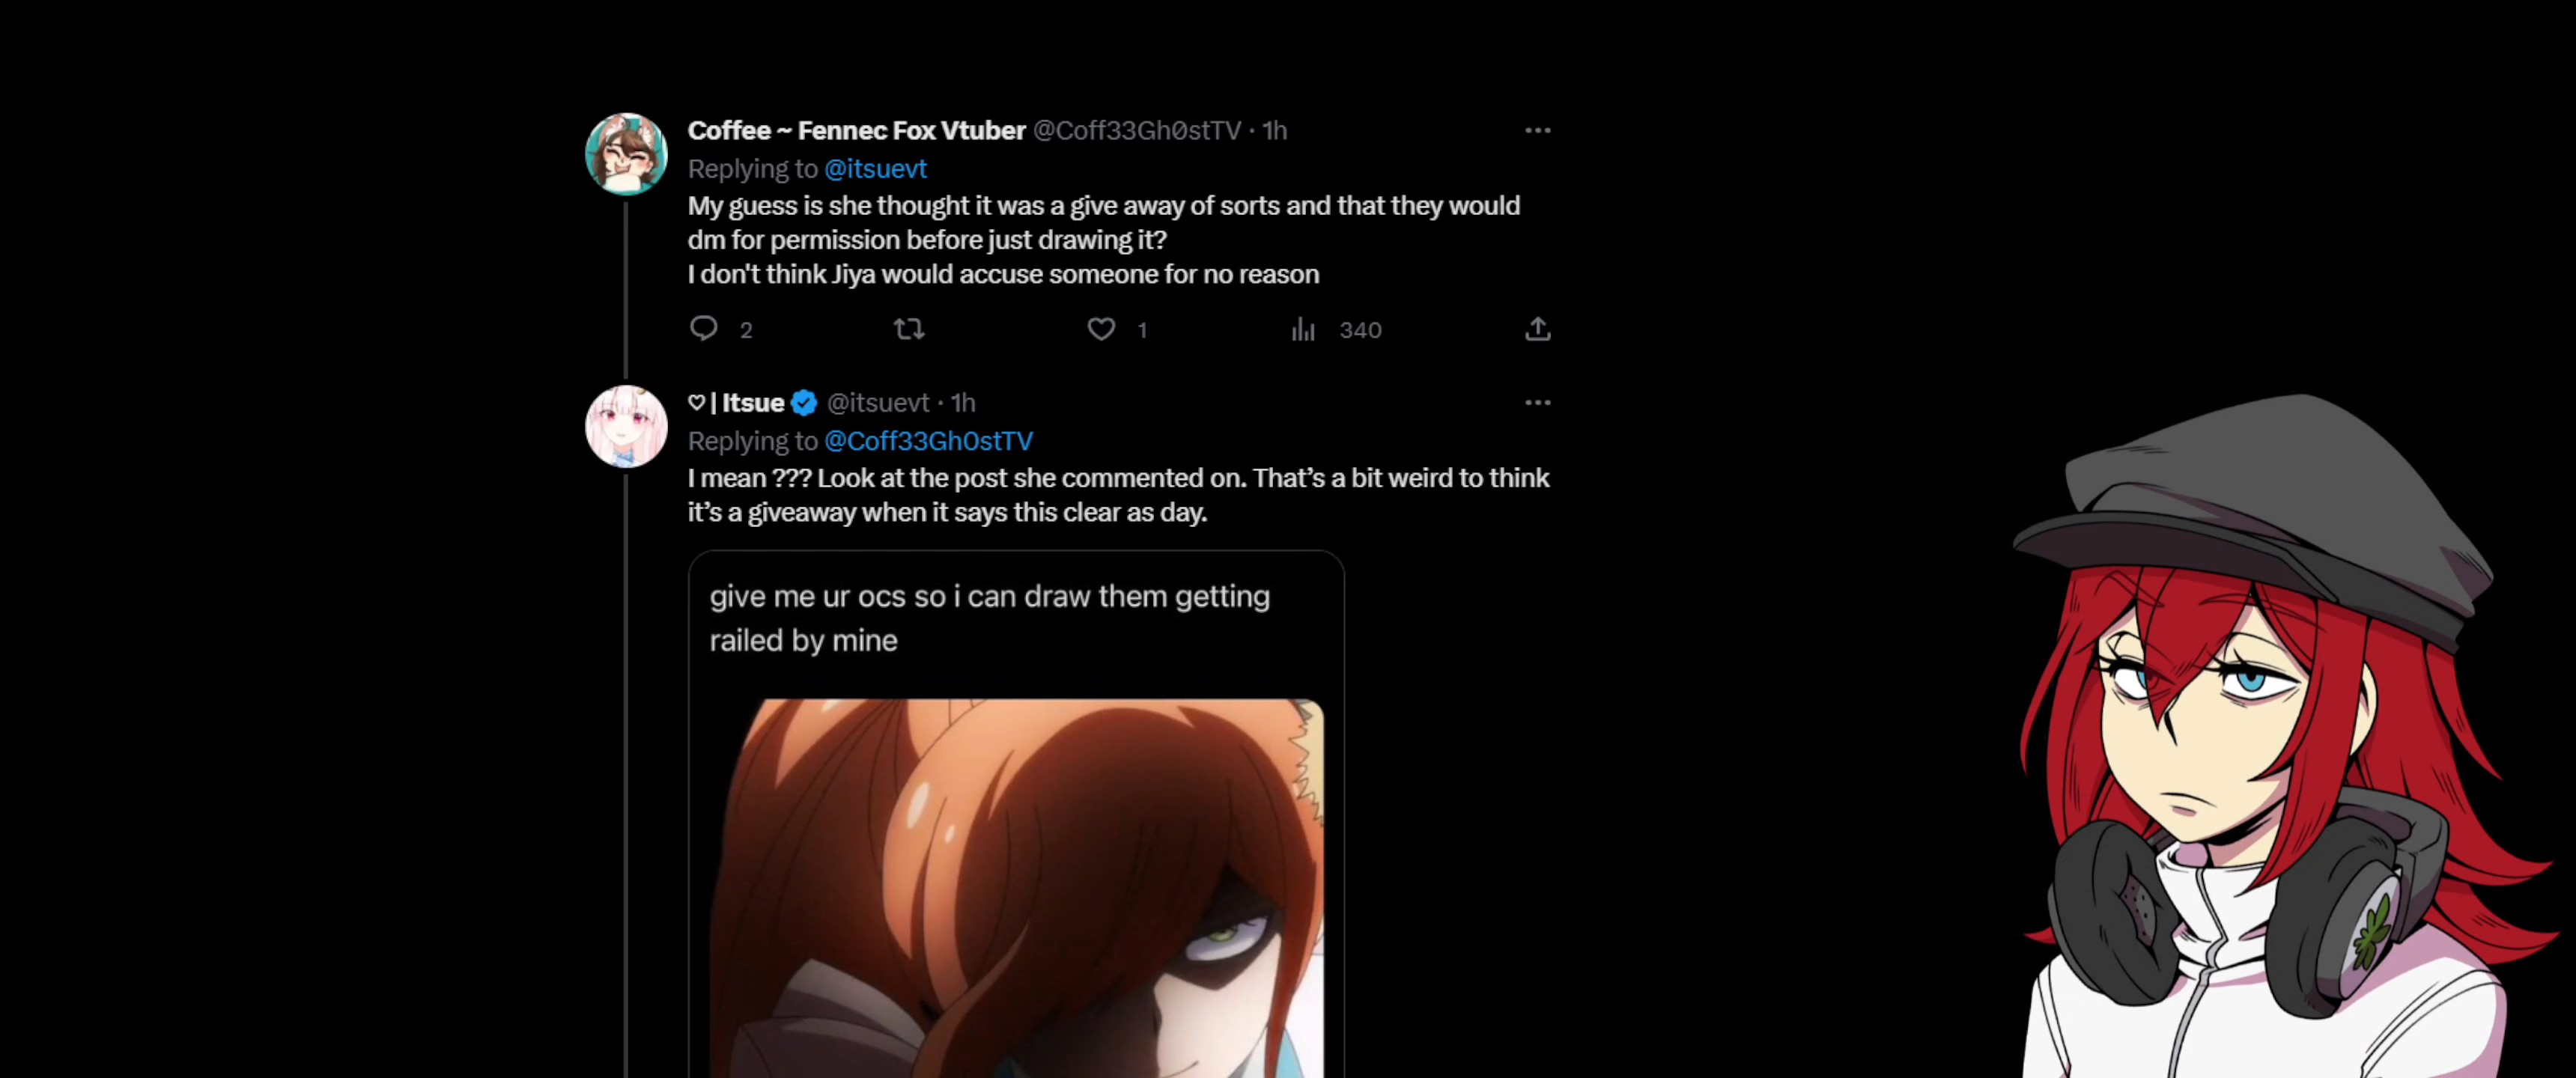 Coffee ~ Fennec Fox Vtuber @Coff33Gh0stTV · 1h
Replying to @itsuevt
My guess is she thought it was a give away of sorts and that they would
dm for permission before just drawing it?
I don't think Jiya would accuse someone for no reason
2 1 340
♡ | Itsue @itsuevt · 1h
Replying to @Coff33Gh0stTV
I mean ??? Look at the post she commented on. That's a bit weird to think
it's a giveaway when it says this clear as day.
give me ur ocs so i can draw them getting
railed by mine